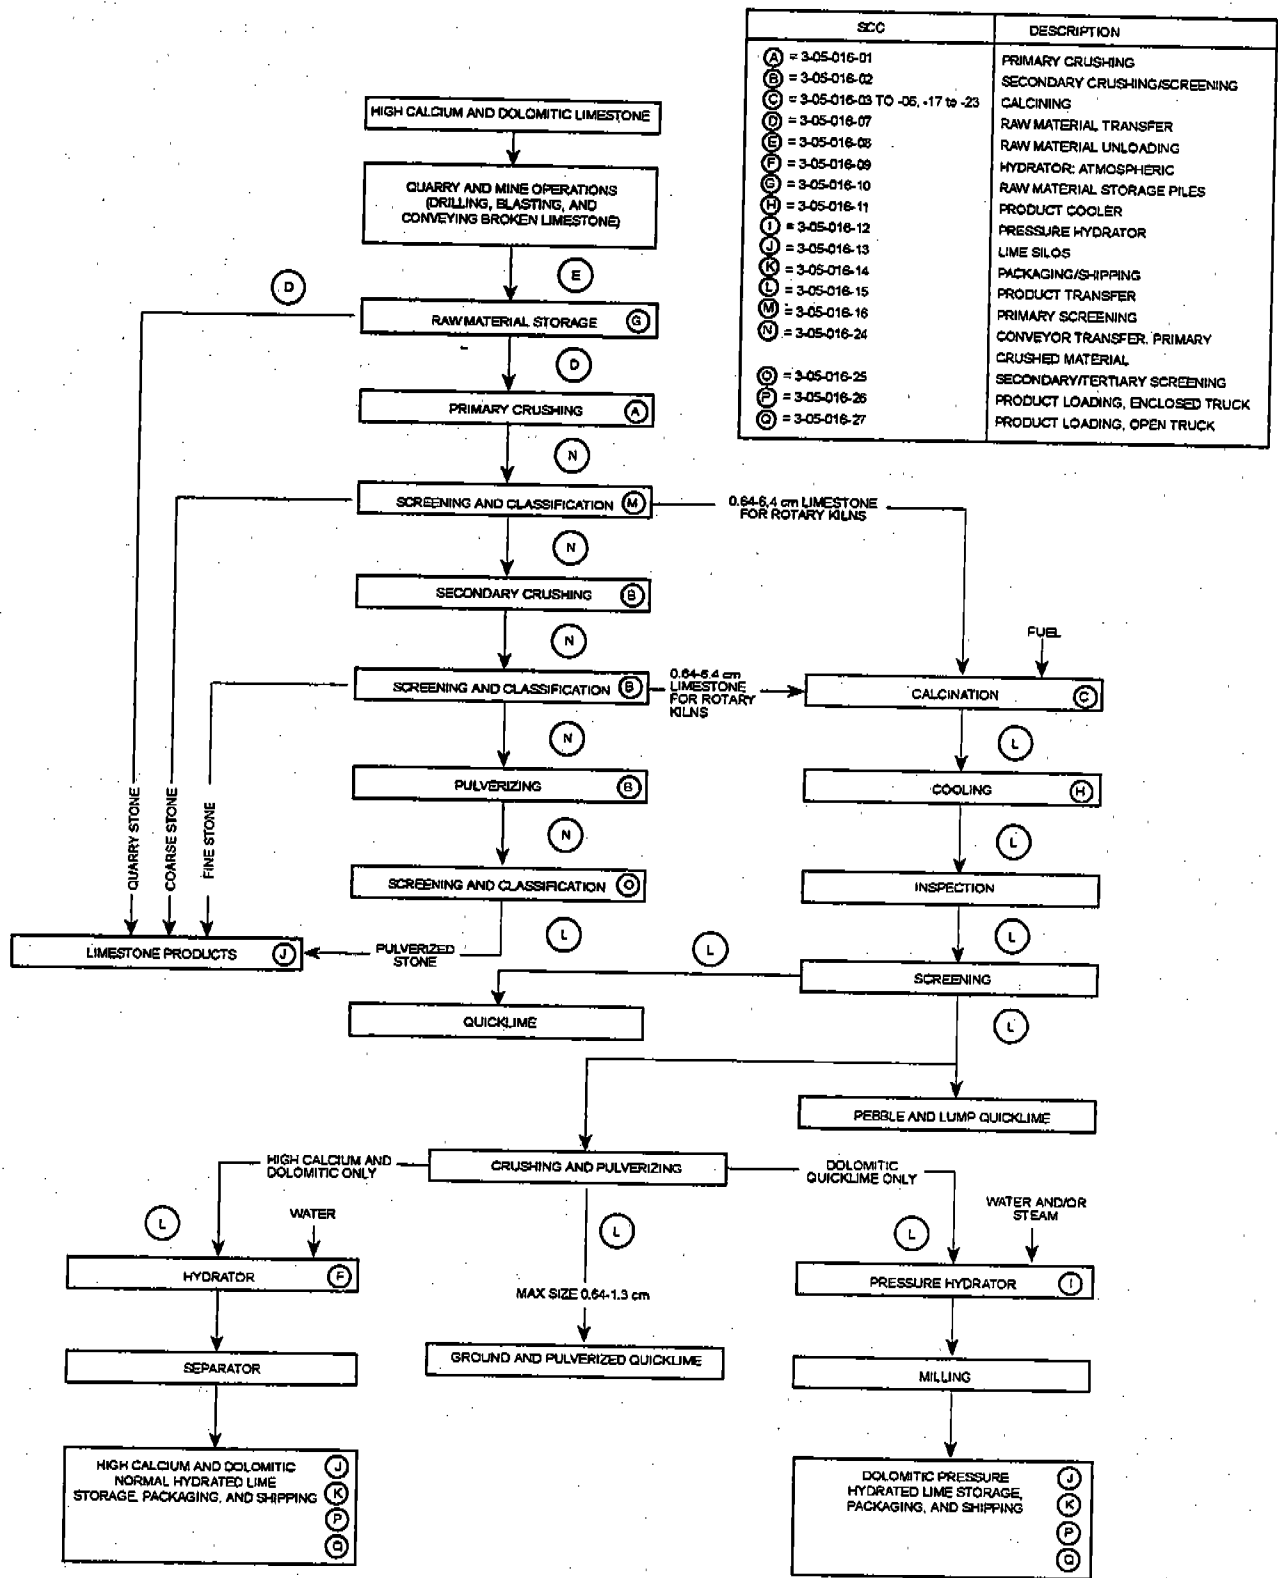 SCC DESCRIPTION
A = 3-05-016-01 PRIMARY CRUSHING
B = 3-05-016-02 SECONDARY CRUSHING/SCREENING
C = 3-05-016-03 TO -06, -17 to -23 CALCINING
D = 3-05-016-07 RAW MATERIAL TRANSFER
E = 3-05-016-08 RAW MATERIAL UNLOADING
F = 3-05-016-09 HYDRATOR: ATMOSPHERIC
G = 3-05-016-10 RAW MATERIAL STORAGE PILES
H = 3-05-016-11 PRODUCT COOLER
I = 3-05-016-12 PRESSURE HYDRATOR
J = 3-05-016-13 LIME SILOS
K = 3-05-016-14 PACKAGING/SHIPPING
L = 3-05-016-15 PRODUCT TRANSFER
M = 3-05-016-16 PRIMARY SCREENING
N = 3-05-016-24 CONVEYOR TRANSFER, PRIMARY
CRUSHED MATERIAL
O = 3-05-016-25 SECONDARY/TERTIARY SCREENING
P = 3-05-016-26 PRODUCT LOADING, ENCLOSED TRUCK
Q = 3-05-016-27 PRODUCT LOADING, OPEN TRUCK
HIGH CALCIUM AND DOLOMITIC LIMESTONE
QUARRY AND MINE OPERATIONS
(DRILLING, BLASTING, AND
CONVEYING BROKEN LIMESTONE)
E
D
RAW MATERIAL STORAGE G
D
PRIMARY CRUSHING A
N
SCREENING AND CLASSIFICATION M
0.64-6.4 cm LIMESTONE
FOR ROTARY KILNS
N
SECONDARY CRUSHING B
N
FUEL
SCREENING AND CLASSIFICATION B
0.64-6.4 cm
LIMESTONE
FOR ROTARY
KILNS
CALCINATION C
N
L
PULVERIZING B
COOLING H
QUARRY STONE
COARSE STONE
FINE STONE
N
L
SCREENING AND CLASSIFICATION O
INSPECTION
L
L
LIMESTONE PRODUCTS J
PULVERIZED
STONE
L
SCREENING
QUICKLIME
L
PEBBLE AND LUMP QUICKLIME
HIGH CALCIUM AND
DOLOMITIC ONLY
CRUSHING AND PULVERIZING
DOLOMITIC
QUICKLIME ONLY
L
WATER
L
L
WATER AND/OR
STEAM
HYDRATOR F
MAX SIZE 0.64-1.3 cm
PRESSURE HYDRATOR I
SEPARATOR
GROUND AND PULVERIZED QUICKLIME
MILLING
HIGH CALCIUM AND DOLOMITIC
NORMAL HYDRATED LIME
STORAGE, PACKAGING, AND SHIPPING
J
K
P
Q
DOLOMITIC PRESSURE
HYDRATED LIME STORAGE,
PACKAGING, AND SHIPPING
J
K
P
Q